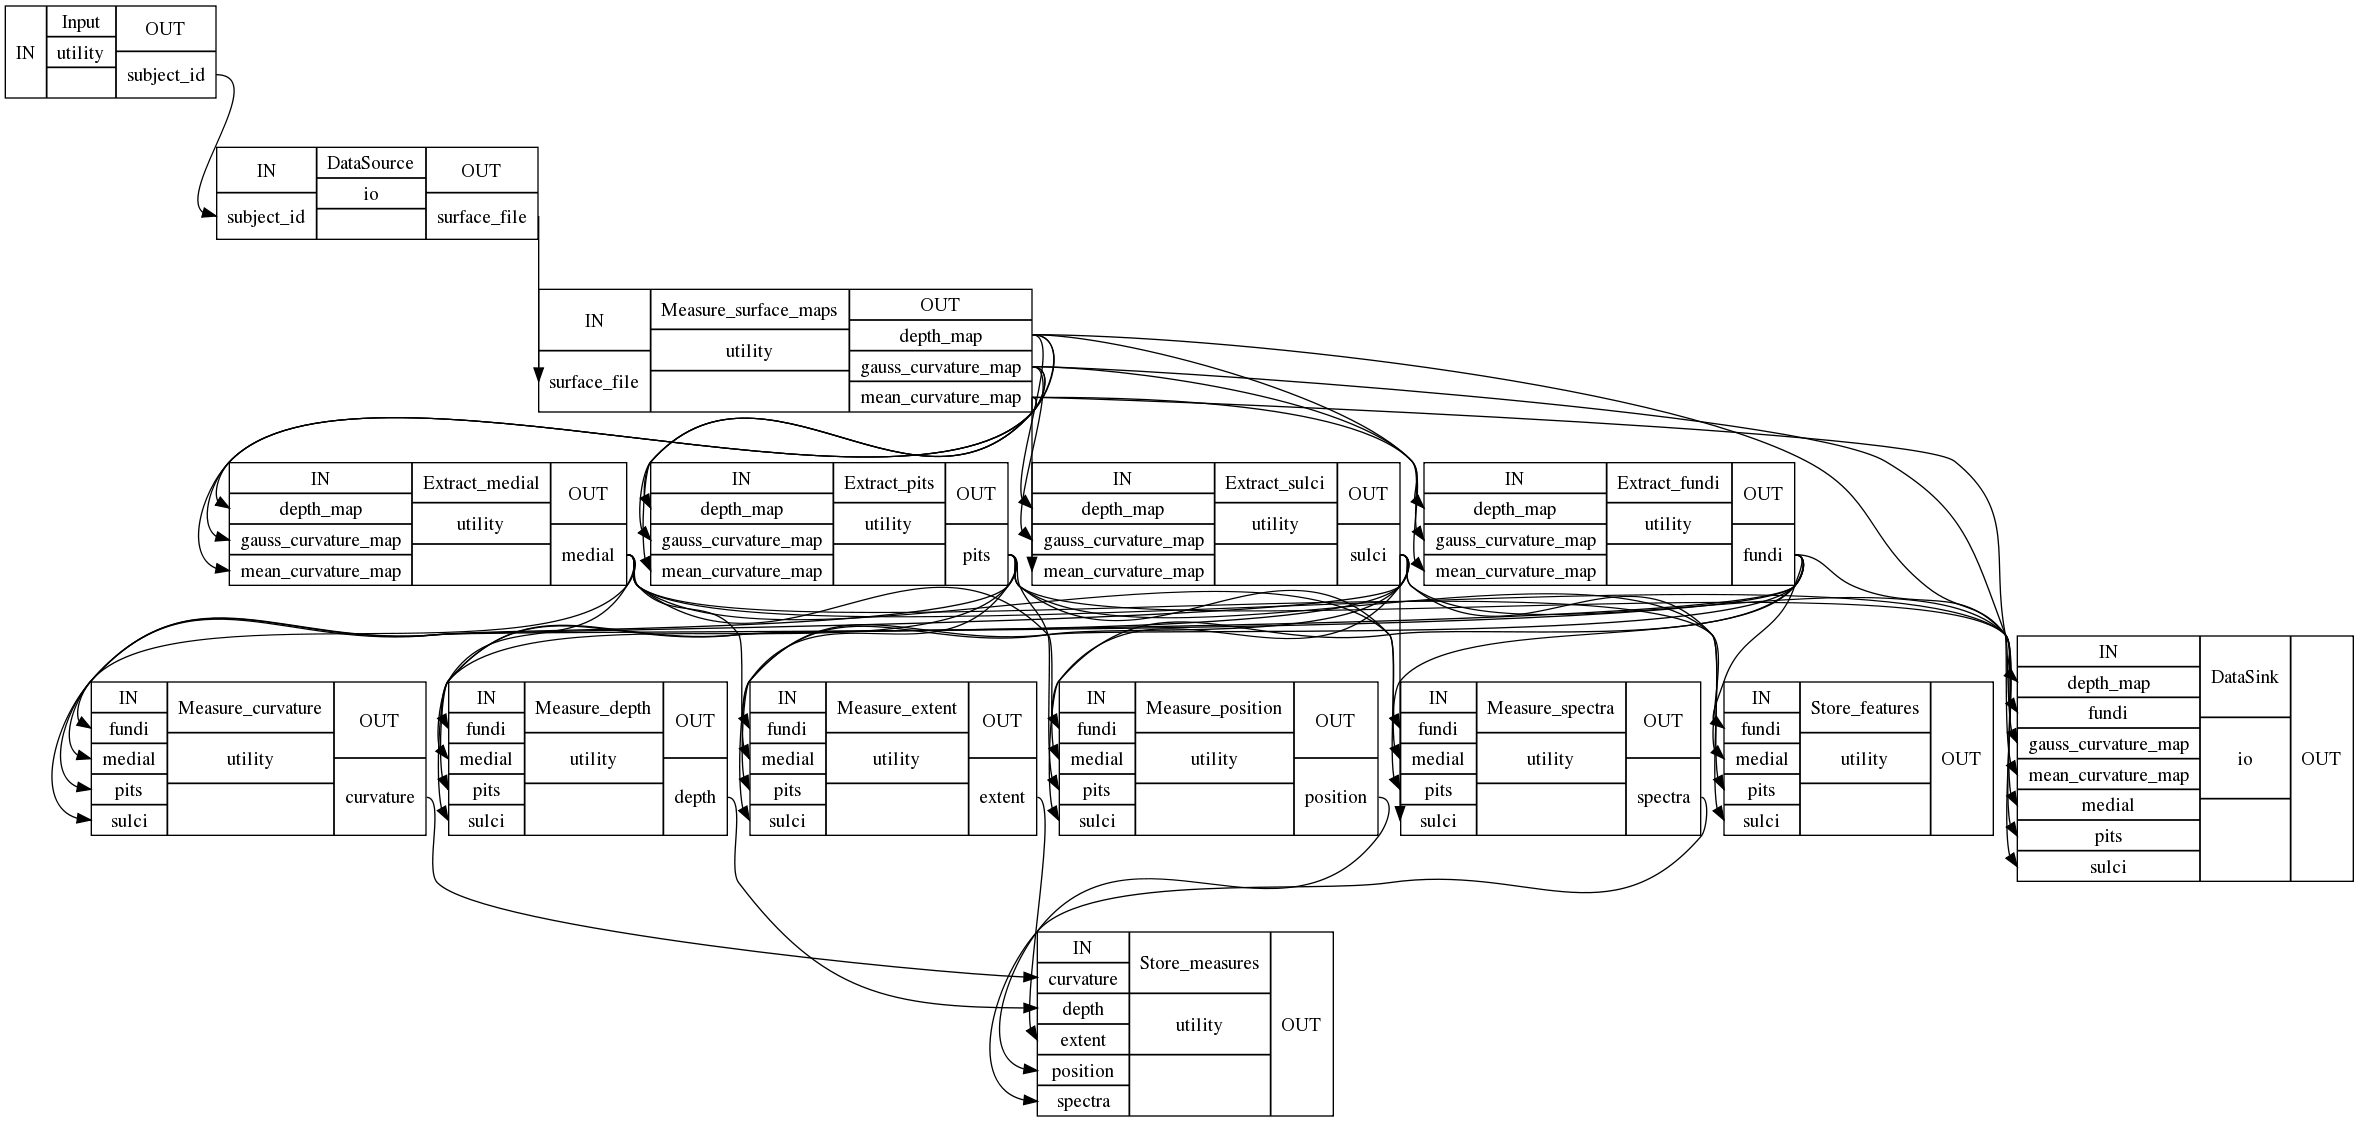 IN
Input
utility
OUT
subject_id
IN
subject_id
DataSource
io
OUT
surface_file
IN
surface_file
Measure_surface_maps
utility
OUT
depth_map
gauss_curvature_map
mean_curvature_map
IN
depth_map
gauss_curvature_map
mean_curvature_map
Extract_medial
utility
OUT
medial
IN
depth_map
gauss_curvature_map
mean_curvature_map
Extract_pits
utility
OUT
pits
IN
depth_map
gauss_curvature_map
mean_curvature_map
Extract_sulci
utility
OUT
sulci
IN
depth_map
gauss_curvature_map
mean_curvature_map
Extract_fundi
utility
OUT
fundi
IN
fundi
medial
pits
sulci
Measure_curvature
utility
OUT
curvature
IN
fundi
medial
pits
sulci
Measure_depth
utility
OUT
depth
IN
fundi
medial
pits
sulci
Measure_extent
utility
OUT
extent
IN
fundi
medial
pits
sulci
Measure_position
utility
OUT
position
IN
fundi
medial
pits
sulci
Measure_spectra
utility
OUT
spectra
IN
fundi
medial
pits
sulci
Store_features
utility
OUT
IN
depth_map
fundi
gauss_curvature_map
mean_curvature_map
medial
pits
sulci
DataSink
io
OUT
IN
curvature
depth
extent
position
spectra
Store_measures
utility
OUT